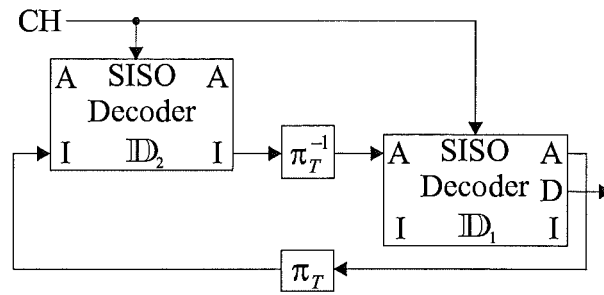 CH
A SISO A
Decoder
I 𝔻₂ I
π_T^{-1}
A SISO A
Decoder D
I 𝔻₁ I
π_T